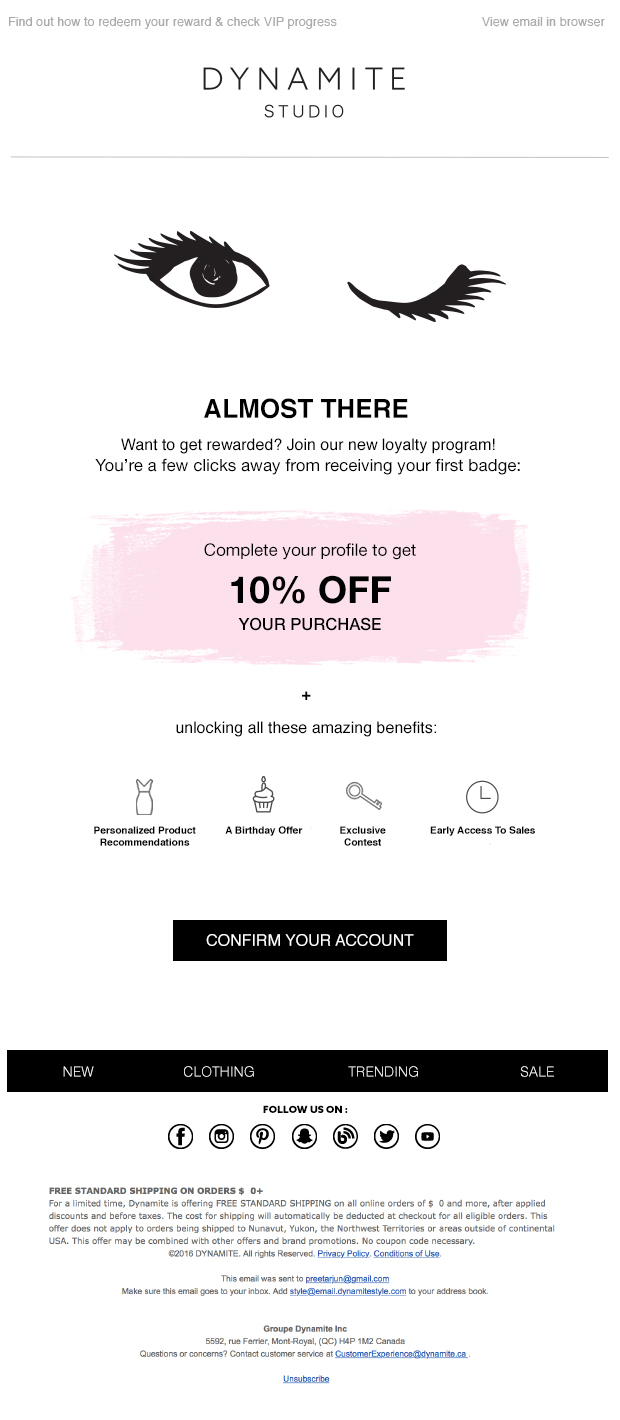 Find out how to redeem your reward & check VIP progress
View email in browser
DYNAMITE
STUDIO
ALMOST THERE
Want to get rewarded? Join our new loyalty program!
You're a few clicks away from receiving your first badge:
Complete your profile to get
10% OFF
YOUR PURCHASE
+
unlocking all these amazing benefits:
Personalized Product
Recommendations
A Birthday Offer
Exclusive
Contest
Early Access To Sales
CONFIRM YOUR ACCOUNT
NEW CLOTHING TRENDING SALE
FOLLOW US ON :
FREE STANDARD SHIPPING ON ORDERS $  0+
For a limited time, Dynamite is offering FREE STANDARD SHIPPING on all online orders of $  0 and more, after applied
discounts and before taxes. The cost for shipping will automatically be deducted at checkout for all eligible orders. This
offer does not apply to orders being shipped to Nunavut, Yukon, the Northwest Territories or areas outside of continental
USA. This offer may be combined with other offers and brand promotions. No coupon code necessary.
©2016 DYNAMITE. All rights Reserved. Privacy Policy. Conditions of Use.
This email was sent to preetarjun@gmail.com
Make sure this email goes to your inbox. Add style@email.dynamitestyle.com to your address book.
Groupe Dynamite Inc
5592, rue Ferrier, Mont-Royal, (QC) H4P 1M2 Canada
Questions or concerns? Contact customer service at CustomerExperience@dynamite.ca .
Unsubscribe